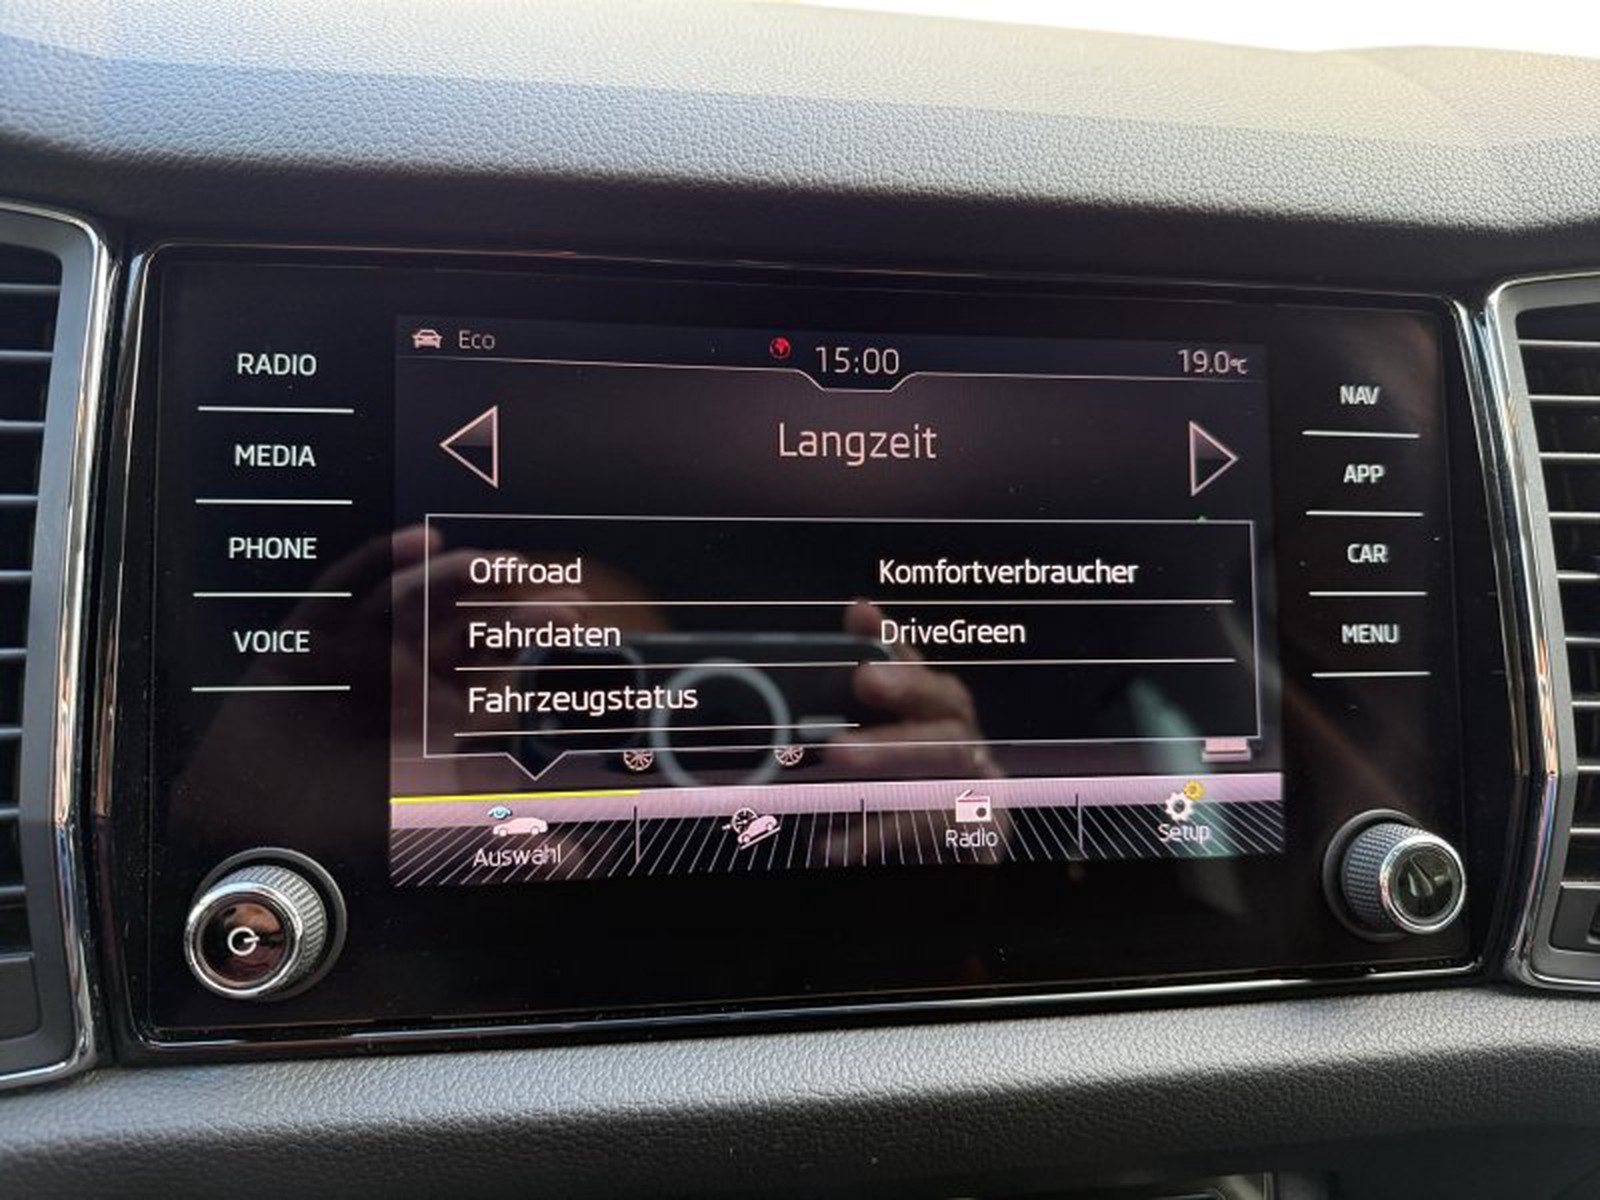 RADIO
MEDIA
PHONE
VOICE
Eco
15:00
19.0°C
Langzeit
Offroad
Komfortverbraucher
Fahrdaten
DriveGreen
Fahrzeugstatus
Auswahl
Radio
Setup
NAV
APP
CAR
MENU